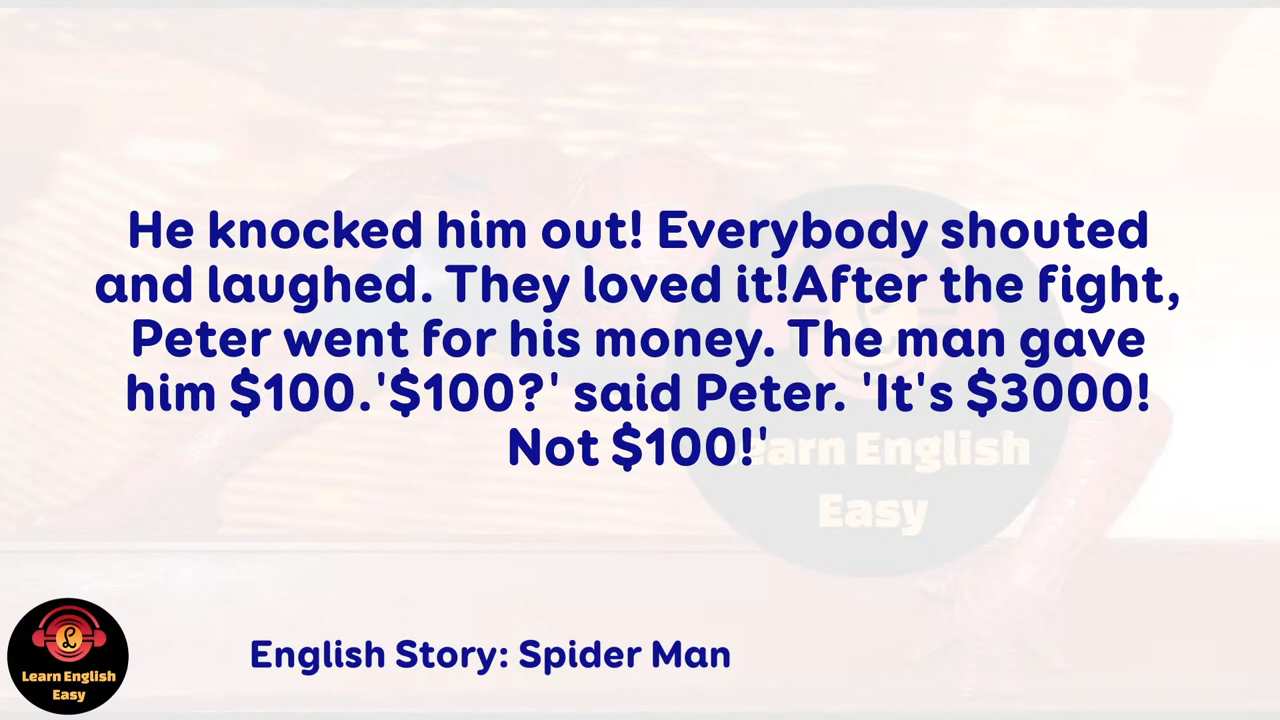 He knocked him out! Everybody shouted
and laughed. They loved it!After the fight,
Peter went for his money. The man gave
him $100.'$100?' said Peter. 'It's $3000!
Not $100!'
Learn English
Easy
English Story: Spider Man
L
Learn English
Easy